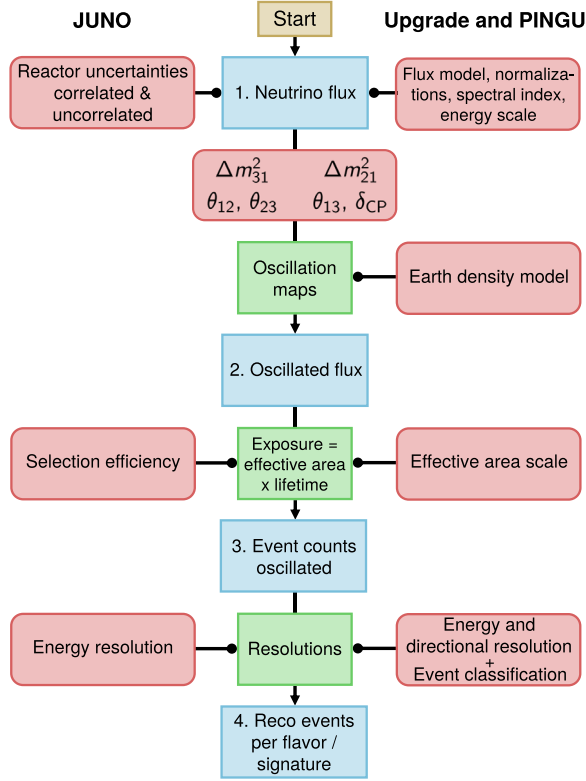 JUNO
Start
Upgrade and PINGU
Reactor uncertainties
correlated &
uncorrelated
1. Neutrino flux
Flux model, normaliza-
tions, spectral index,
energy scale
Δm²₃₁ Δm²₂₁
θ₁₂, θ₂₃ θ₁₃, δ_CP
Oscillation
maps
Earth density model
2. Oscillated flux
Selection efficiency
Exposure =
effective area
x lifetime
Effective area scale
3. Event counts
oscillated
Energy resolution
Resolutions
Energy and
directional resolution
+
Event classification
4. Reco events
per flavor /
signature